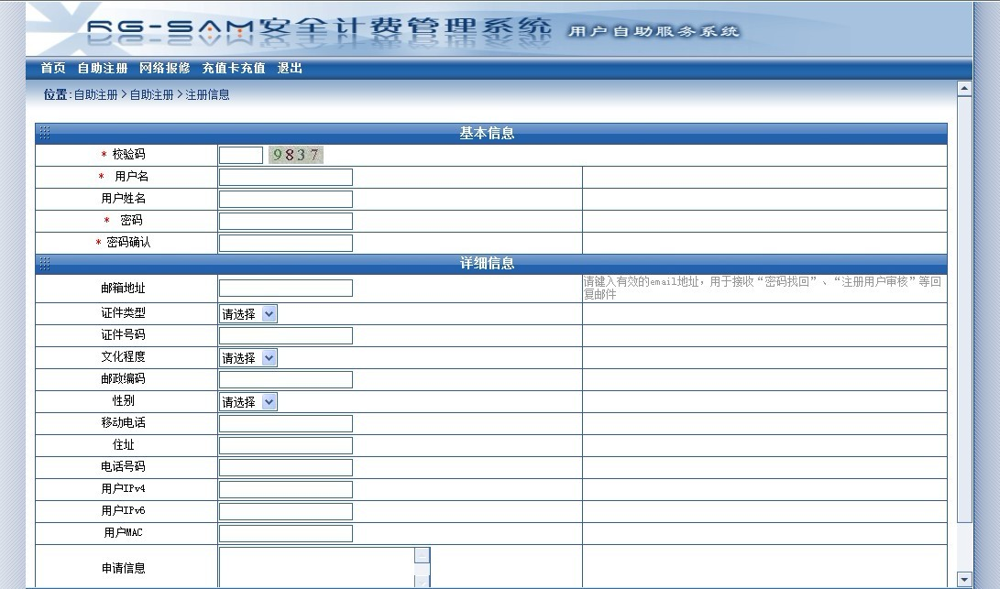 RG-SAM安全计费管理系统 用户自助服务系统
首页 自助注册 网络报修 充值卡充值 退出
位置:自助注册>自助注册>注册信息
基本信息
* 校验码 9837
* 用户名
用户姓名
* 密码
* 密码确认
详细信息
邮箱地址 请键入有效的email地址，用于接收“密码找回”、“注册用户审核”等回
复邮件
证件类型 请选择
证件号码
文化程度 请选择
邮政编码
性别 请选择
移动电话
住址
电话号码
用户IPv4
用户IPv6
用户MAC
申请信息